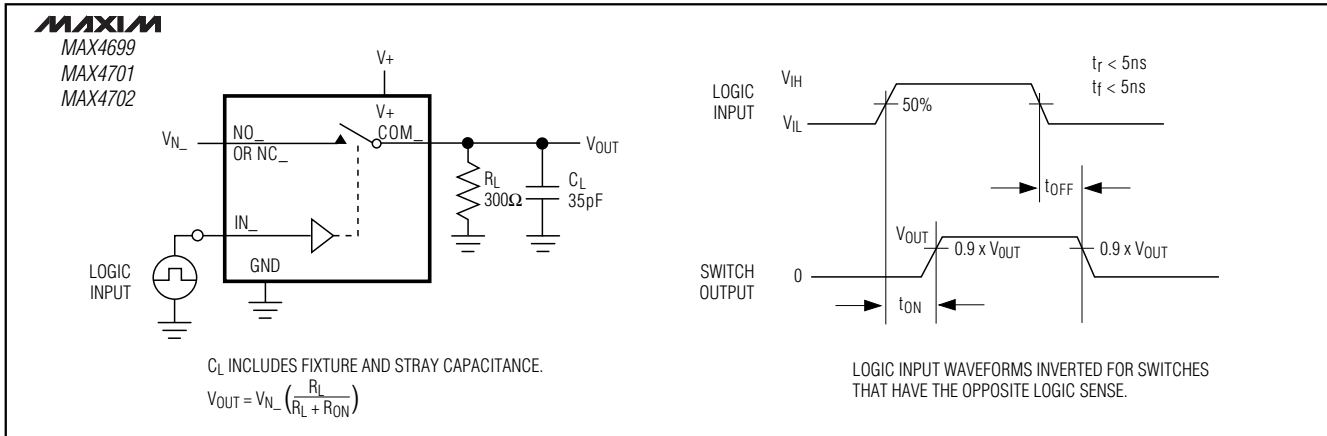 MAXIM
MAX4699
MAX4701
MAX4702
V+
V+
V_N_
NO_
OR NC_
COM_
V_OUT
R_L
300Ω
C_L
35pF
IN_
GND
LOGIC
INPUT
C_L INCLUDES FIXTURE AND STRAY CAPACITANCE.
V_OUT = V_N_ (R_L / (R_L + R_ON))
LOGIC
INPUT
V_IH
V_IL
50%
t_r < 5ns
t_f < 5ns
t_OFF
SWITCH
OUTPUT
V_OUT
0
0.9 x V_OUT
0.9 x V_OUT
t_ON
LOGIC INPUT WAVEFORMS INVERTED FOR SWITCHES
THAT HAVE THE OPPOSITE LOGIC SENSE.